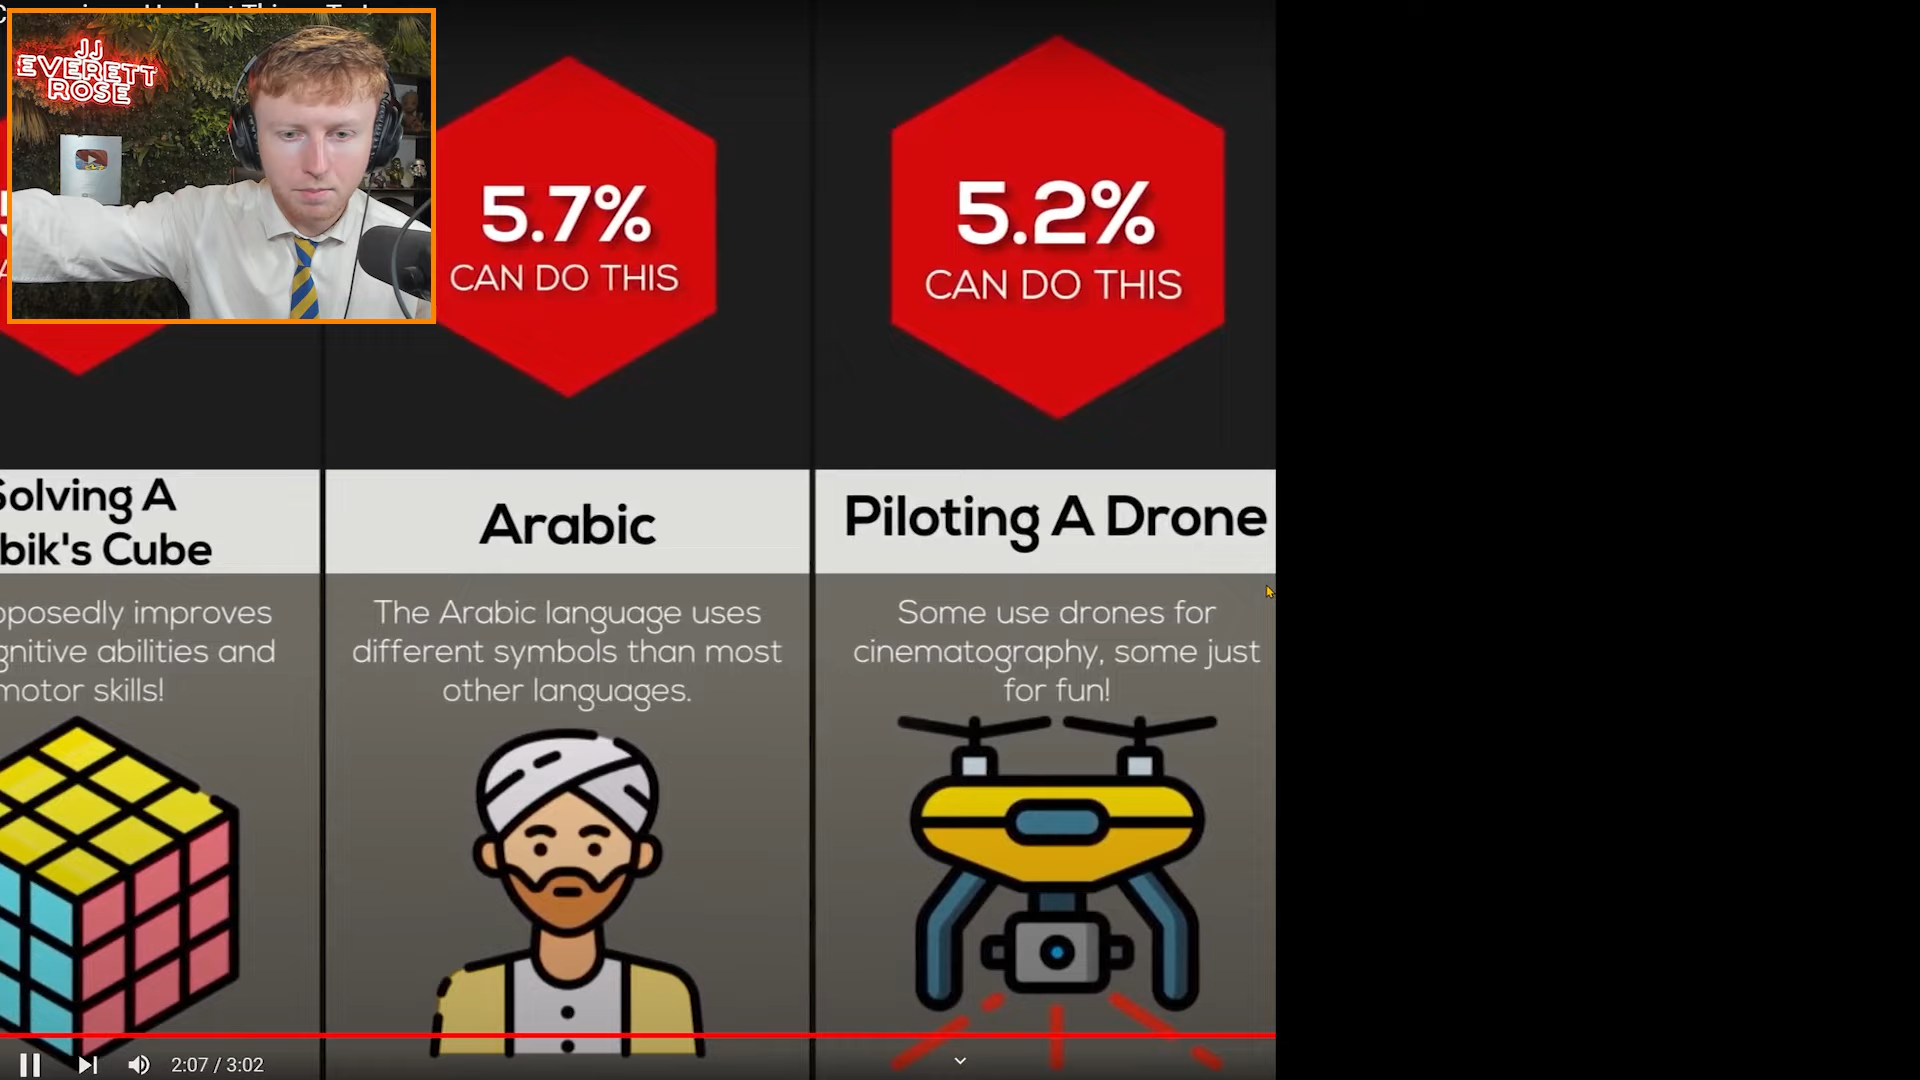 JJ
EVERETT
ROSE
5.7%
CAN DO THIS
5.2%
CAN DO THIS
Solving A
bik's Cube
Arabic
Piloting A Drone
pposedly improves
gnitive abilities and
motor skills!
The Arabic language uses
different symbols than most
other languages.
Some use drones for
cinematography, some just
for fun!
2:07 / 3:02